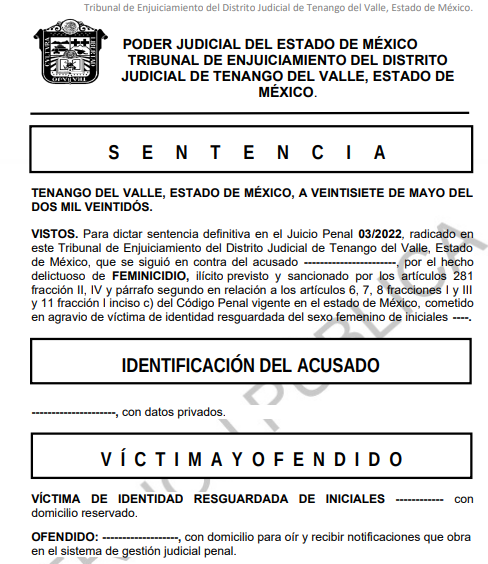 Tribunal de Enjuiciamiento del Distrito Judicial de Tenango del Valle, Estado de México.
PODER JUDICIAL DEL ESTADO DE MÉXICO
TRIBUNAL DE ENJUICIAMIENTO DEL DISTRITO
JUDICIAL DE TENANGO DEL VALLE, ESTADO DE
MÉXICO.
S E N T E N C I A
TENANGO DEL VALLE, ESTADO DE MÉXICO, A VEINTISIETE DE MAYO DEL
DOS MIL VEINTIDÓS.
VISTOS. Para dictar sentencia definitiva en el Juicio Penal 03/2022, radicado en
este Tribunal de Enjuiciamiento del Distrito Judicial de Tenango del Valle, Estado
de México, que se siguió en contra del acusado -----------------------, por el hecho
delictuoso de FEMINICIDIO, ilícito previsto y sancionado por los artículos 281
fracción II, IV y párrafo segundo en relación a los artículos 6, 7, 8 fracciones I y III
y 11 fracción I inciso c) del Código Penal vigente en el estado de México, cometido
en agravio de víctima de identidad resguardada del sexo femenino de iniciales ----.
IDENTIFICACIÓN DEL ACUSADO
---------------------, con datos privados.
V Í C T I M A Y O F E N D I D O
VÍCTIMA DE IDENTIDAD RESGUARDADA DE INICIALES ------------ con
domicilio reservado.
OFENDIDO: -------------------, con domicilio para oír y recibir notificaciones que obra
en el sistema de gestión judicial penal.